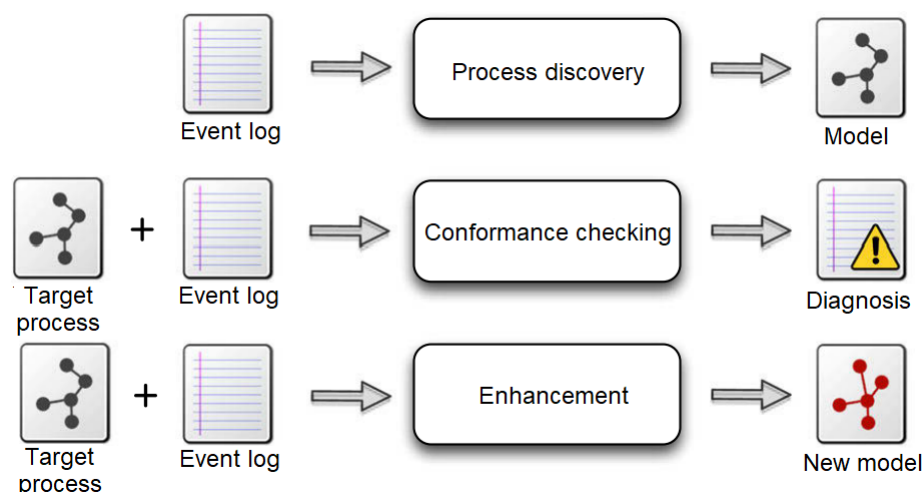 Process discovery
Event log
Model
+
Conformance checking
Target
process
Event log
Diagnosis
+
Enhancement
Target
process
Event log
New model